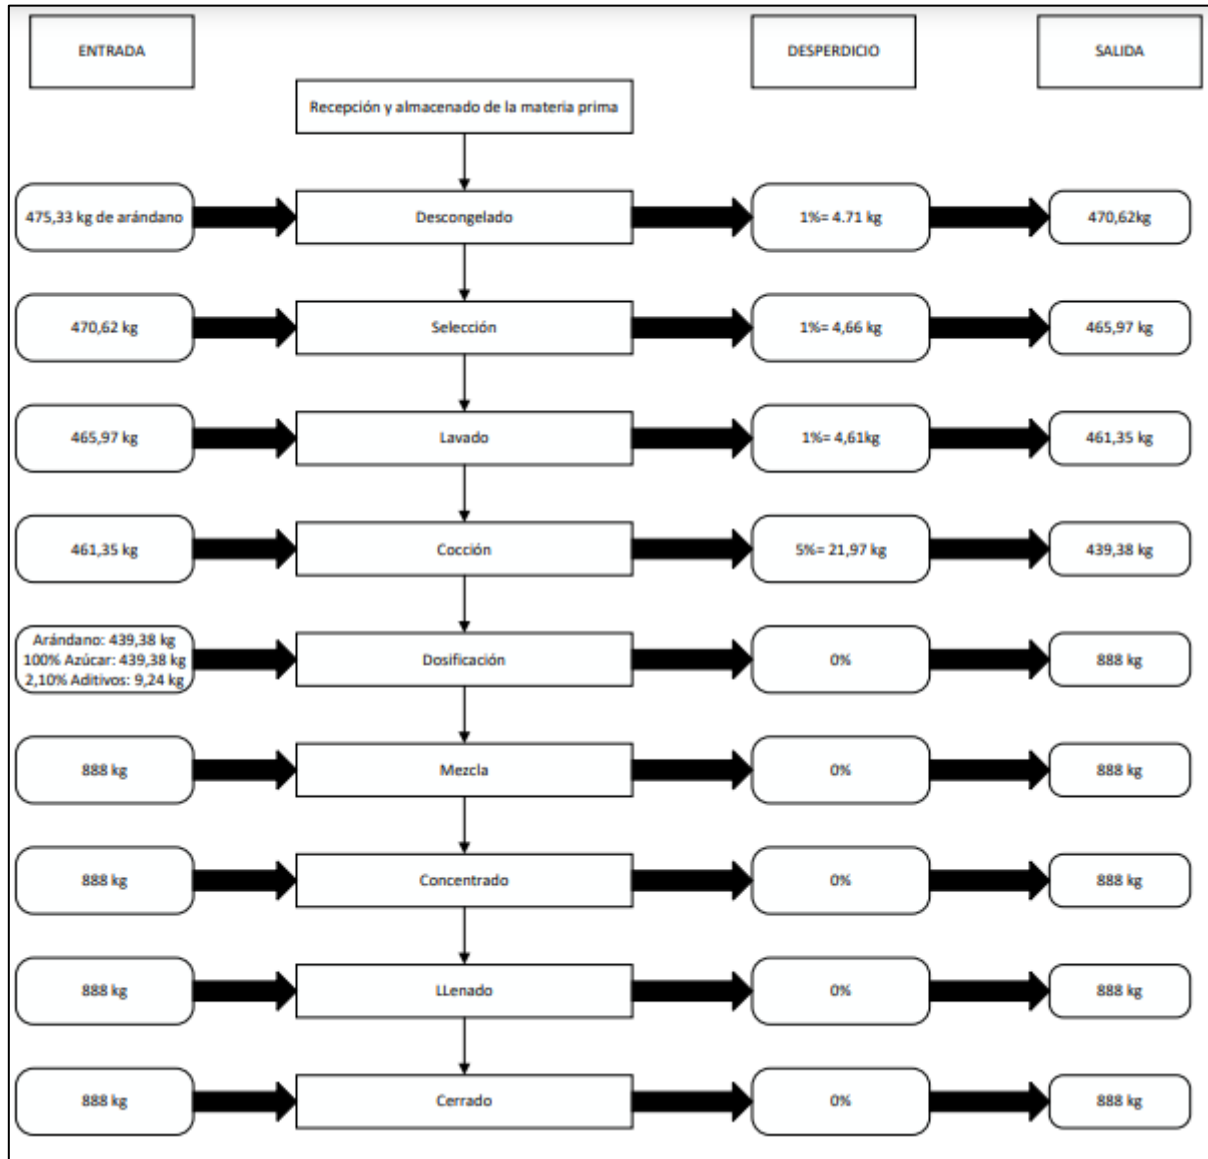 ENTRADA
DESPERDICIO
SALIDA
Recepción y almacenado de la materia prima
475,33 kg de arándano
Descongelado
1%= 4.71 kg
470,62kg
470,62 kg
Selección
1%= 4,66 kg
465,97 kg
465,97 kg
Lavado
1%= 4,61kg
461,35 kg
461,35 kg
Cocción
5%= 21,97 kg
439,38 kg
Arándano: 439,38 kg
100% Azúcar: 439,38 kg
2,10% Aditivos: 9,24 kg
Dosificación
0%
888 kg
888 kg
Mezcla
0%
888 kg
888 kg
Concentrado
0%
888 kg
888 kg
LLenado
0%
888 kg
888 kg
Cerrado
0%
888 kg